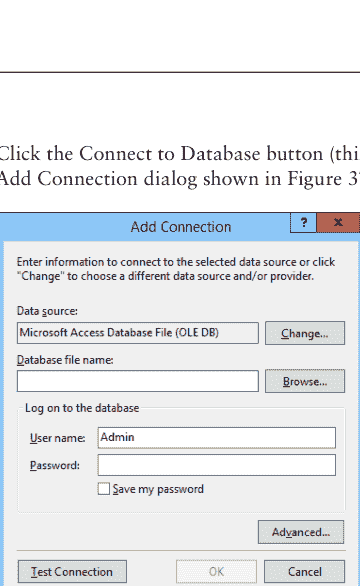 Click the Connect to Database button (thi
Add Connection dialog shown in Figure 3
Add Connection
? x
Enter information to connect to the selected data source or click
"Change" to choose a different data source and/or provider.
Data source:
Microsoft Access Database File (OLE DB)
Change...
Database file name:
Browse...
Log on to the database
User name: Admin
Password:
Save my password
Advanced...
Test Connection OK Cancel